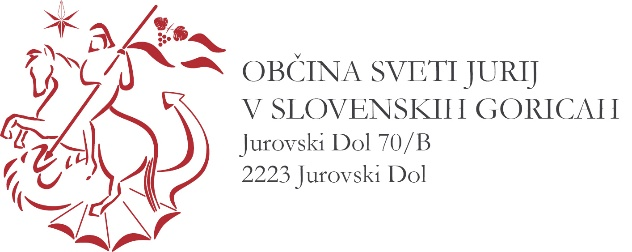 OBČINA SVETI JURIJ
V SLOVENSKIH GORICAH
Jurovski Dol 70/B
2223 Jurovski Dol